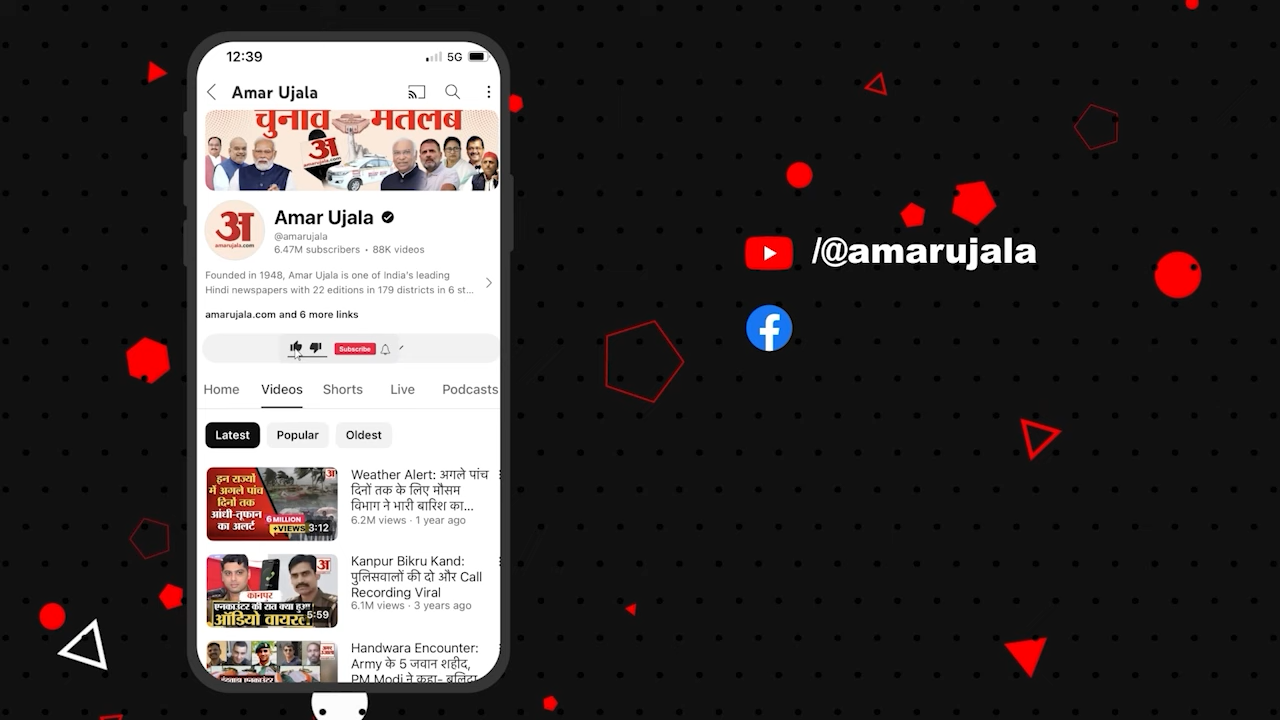 12:39
5G
Amar Ujala
चुनाव मतलब
अ
amarujala.com
अ
amarujala.com
Amar Ujala
@amarujala
6.47M subscribers • 88K videos
Founded in 1948, Amar Ujala is one of India's leading
Hindi newspapers with 22 editions in 179 districts in 6 st...
amarujala.com and 6 more links
Subscribe
Home Videos Shorts Live Podcasts
Latest Popular Oldest
इन राज्यों
में अगले पांच
दिनों तक
आंधी-तूफान
का अलर्ट
अ
6 MILLION
+VIEWS
3:12
Weather Alert: अगले पांच
दिनों तक के लिए मौसम
विभाग ने भारी बारिश का...
6.2M views · 1 year ago
अ
कानपुर
एनकाउंटर की रात क्या हुआ
ऑडियो वायरल
5:59
Kanpur Bikru Kand:
पुलिसवालों की दो और Call
Recording Viral
6.1M views · 3 years ago
Handwara Encounter:
Army के 5 जवान शहीद,
PM Modi ने कहा- बलिदान
/@amarujala